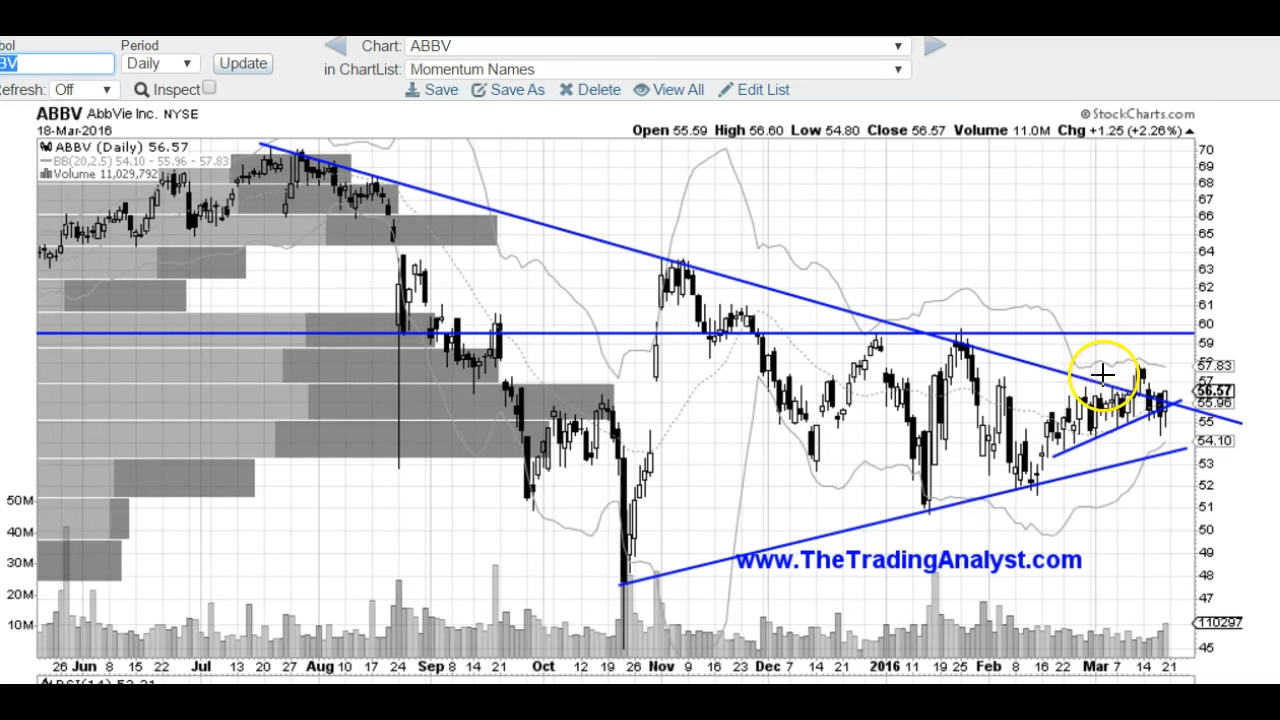 bol
Period
Chart: ABBV
BV
Daily
Update
in ChartList: Momentum Names
efresh: Off
Inspect
Save
Save As
Delete
View All
Edit List
ABBV AbbVie Inc. NYSE
© StockCharts.com
18-Mar-2016
Open 55.59 High 56.60 Low 54.80 Close 56.57 Volume 11.0M Chg +1.25 (+2.26%)
ABBV (Daily) 56.57
BB(20,2.5) 54.10 - 55.96 - 57.83
Volume 11,029,792
70
69
68
67
66
65
64
63
62
61
60
59
58
57.83
57
56.57
55.96
55
54.10
53
52
51
50
49
48
47
110297
45
50M
40M
30M
20M
10M
www.TheTradingAnalyst.com
26 Jun 8 15 22 Jul 13 20 27 Aug 10 17 24 Sep 8 14 21 Oct 12 19 26 Nov 9 16 23 Dec 7 14 21 2016 11 19 25 Feb 8 16 22 Mar 7 14 21